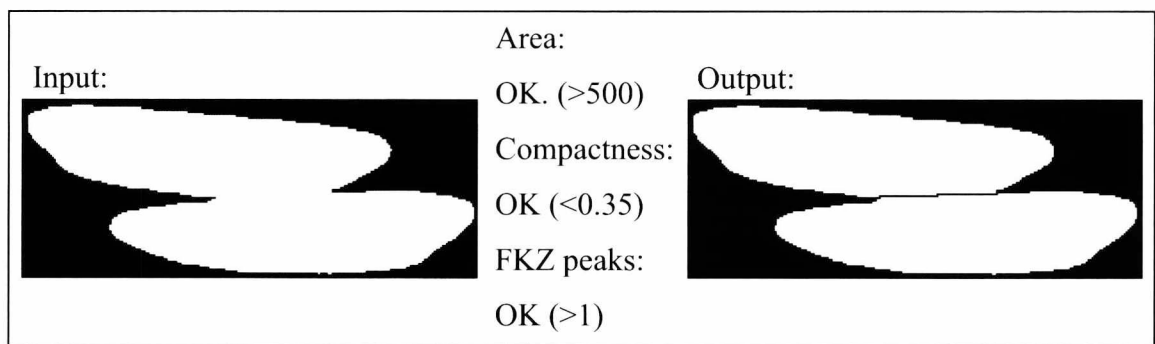 Input:
Area:
OK. (>500)
Compactness:
OK (<0.35)
FKZ peaks:
OK (>1)
Output: